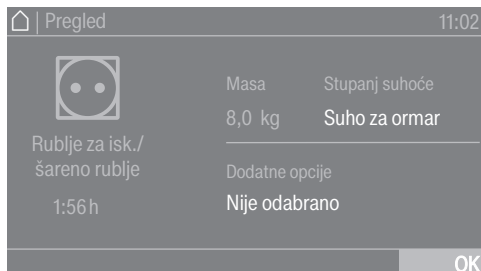 | Pregled 11:02
Masa Stupanj suhoće
8,0 kg Suho za ormar
Rublje za isk./
šareno rublje
1:56 h
Dodatne opcije
Nije odabrano
OK